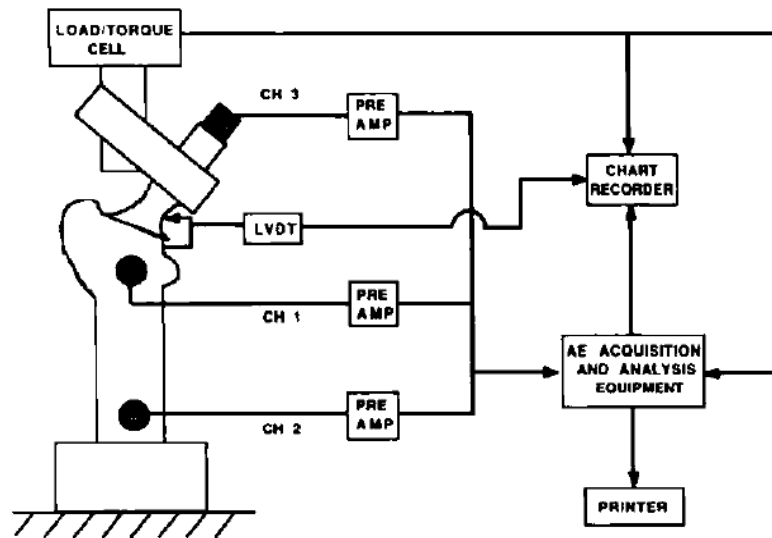 LOAD/TORQUE
CELL
CH 3
PRE
AMP
CHART
RECORDER
LVDT
PRE
AMP
CH 1
AE ACQUISITION
AND ANALYSIS
EQUIPMENT
PRE
AMP
CH 2
PRINTER